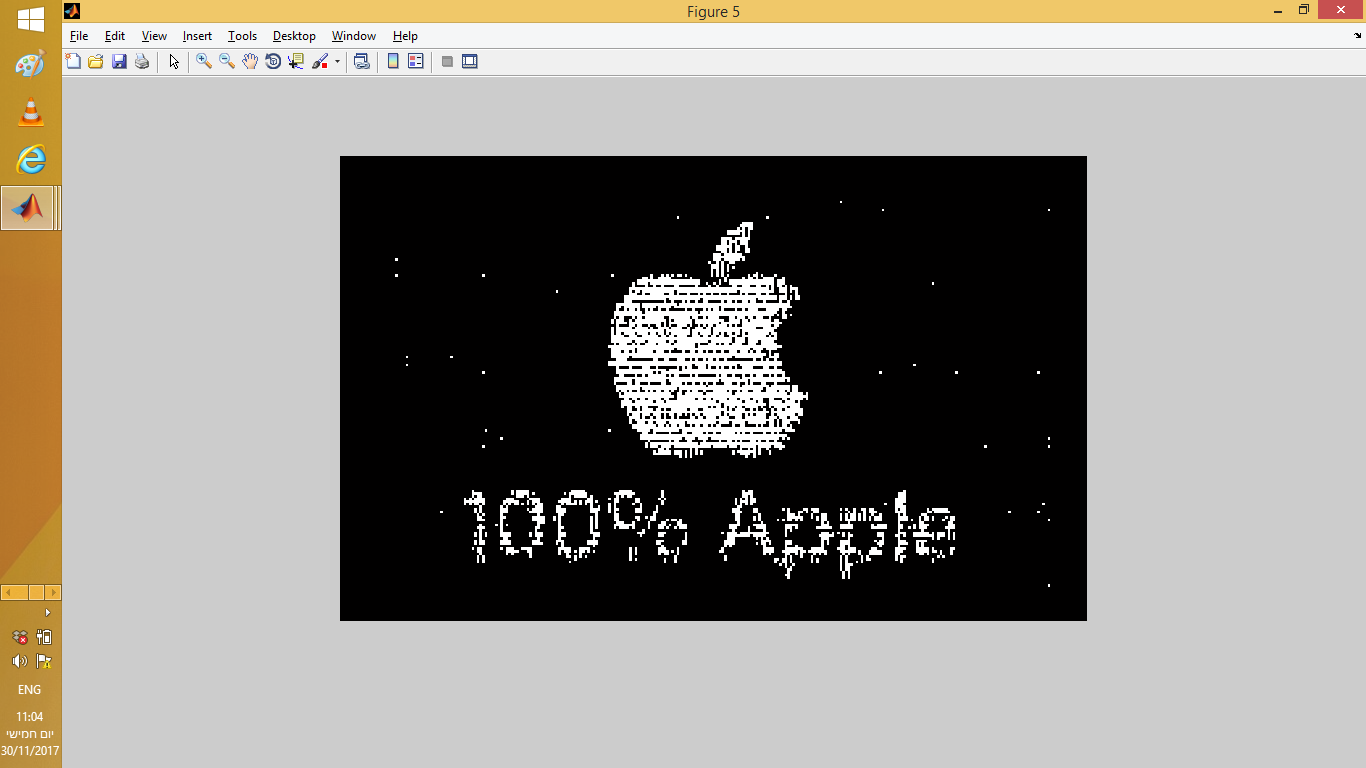 Figure 5
File Edit View Insert Tools Desktop Window Help
100% Apple
ENG
11:04
יום חמישי
30/11/2017